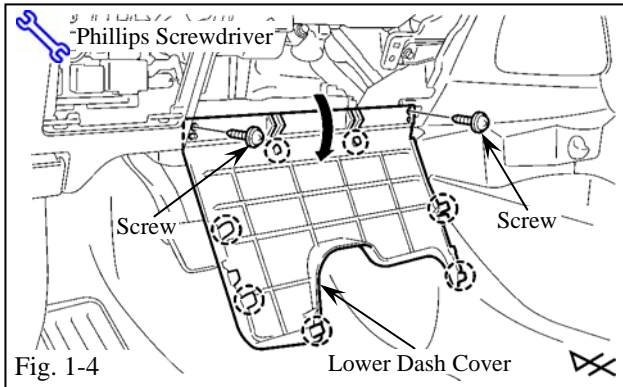 Phillips Screwdriver
Screw
Screw
Lower Dash Cover
Fig. 1-4